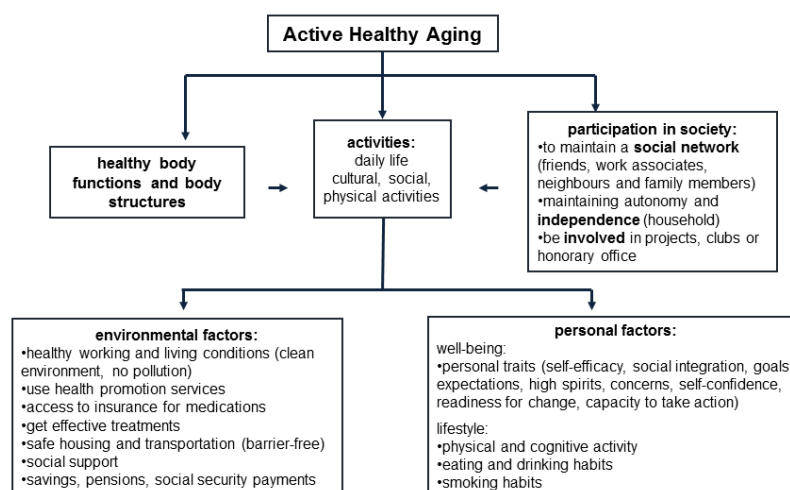 Active Healthy Aging
healthy body
functions and body
structures
activities:
daily life
cultural, social,
physical activities
participation in society:
•to maintain a social network
(friends, work associates,
neighbours and family members)
•maintaining autonomy and
independence (household)
•be involved in projects, clubs or
honorary office
environmental factors:
•healthy working and living conditions (clean
environment, no pollution)
•use health promotion services
•access to insurance for medications
•get effective treatments
•safe housing and transportation (barrier-free)
•social support
•savings, pensions, social security payments
personal factors:
well-being:
•personal traits (self-efficacy, social integration, goals
expectations, high spirits, concerns, self-confidence,
readiness for change, capacity to take action)
lifestyle:
•physical and cognitive activity
•eating and drinking habits
•smoking habits